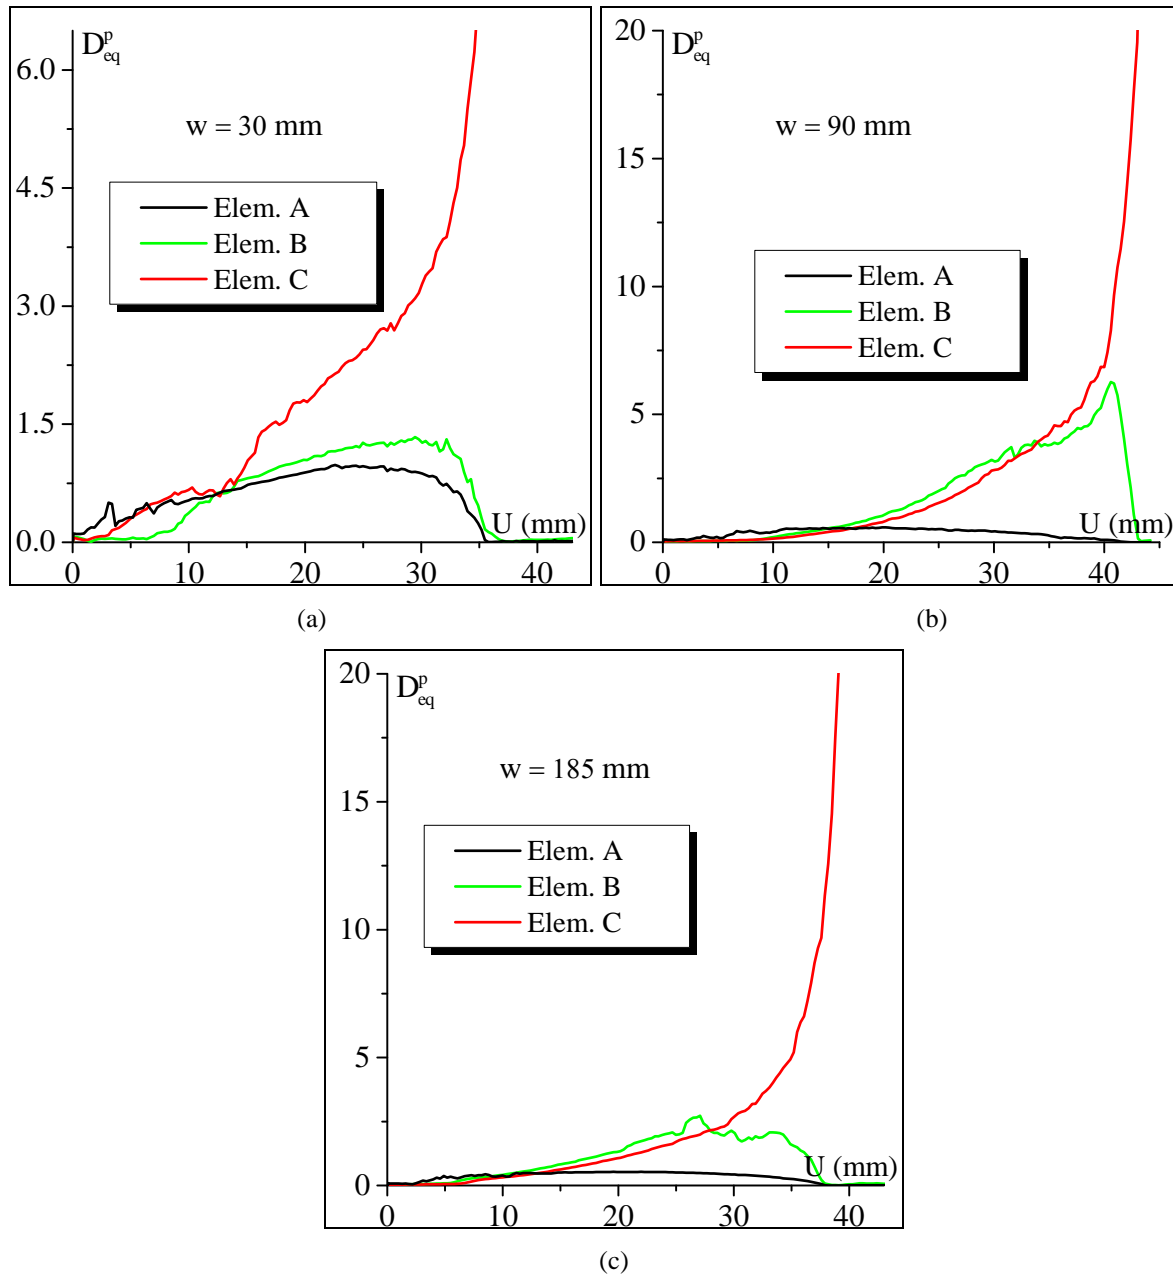 D^p_eq
6.0
w = 30 mm
4.5
Elem. A
Elem. B
Elem. C
3.0
1.5
0.0
U (mm)
0 10 20 30 40
(a)
20
D^p_eq
w = 90 mm
15
Elem. A
Elem. B
Elem. C
10
5
0
U (mm)
0 10 20 30 40
(b)
20
D^p_eq
w = 185 mm
15
Elem. A
Elem. B
Elem. C
10
5
0
U (mm)
0 10 20 30 40
(c)